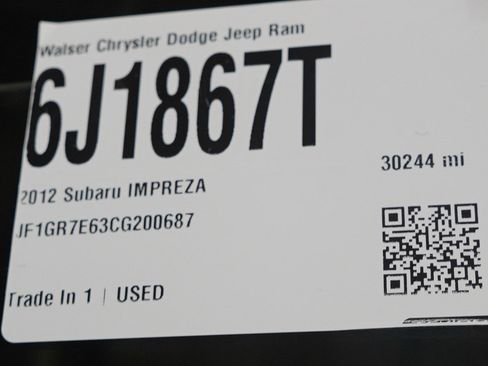 Walser Chrysler Dodge Jeep Ram
6J1867T
2012 Subaru IMPREZA
30244 mi
JF1GR7E63CG200687
Trade In 1 | USED